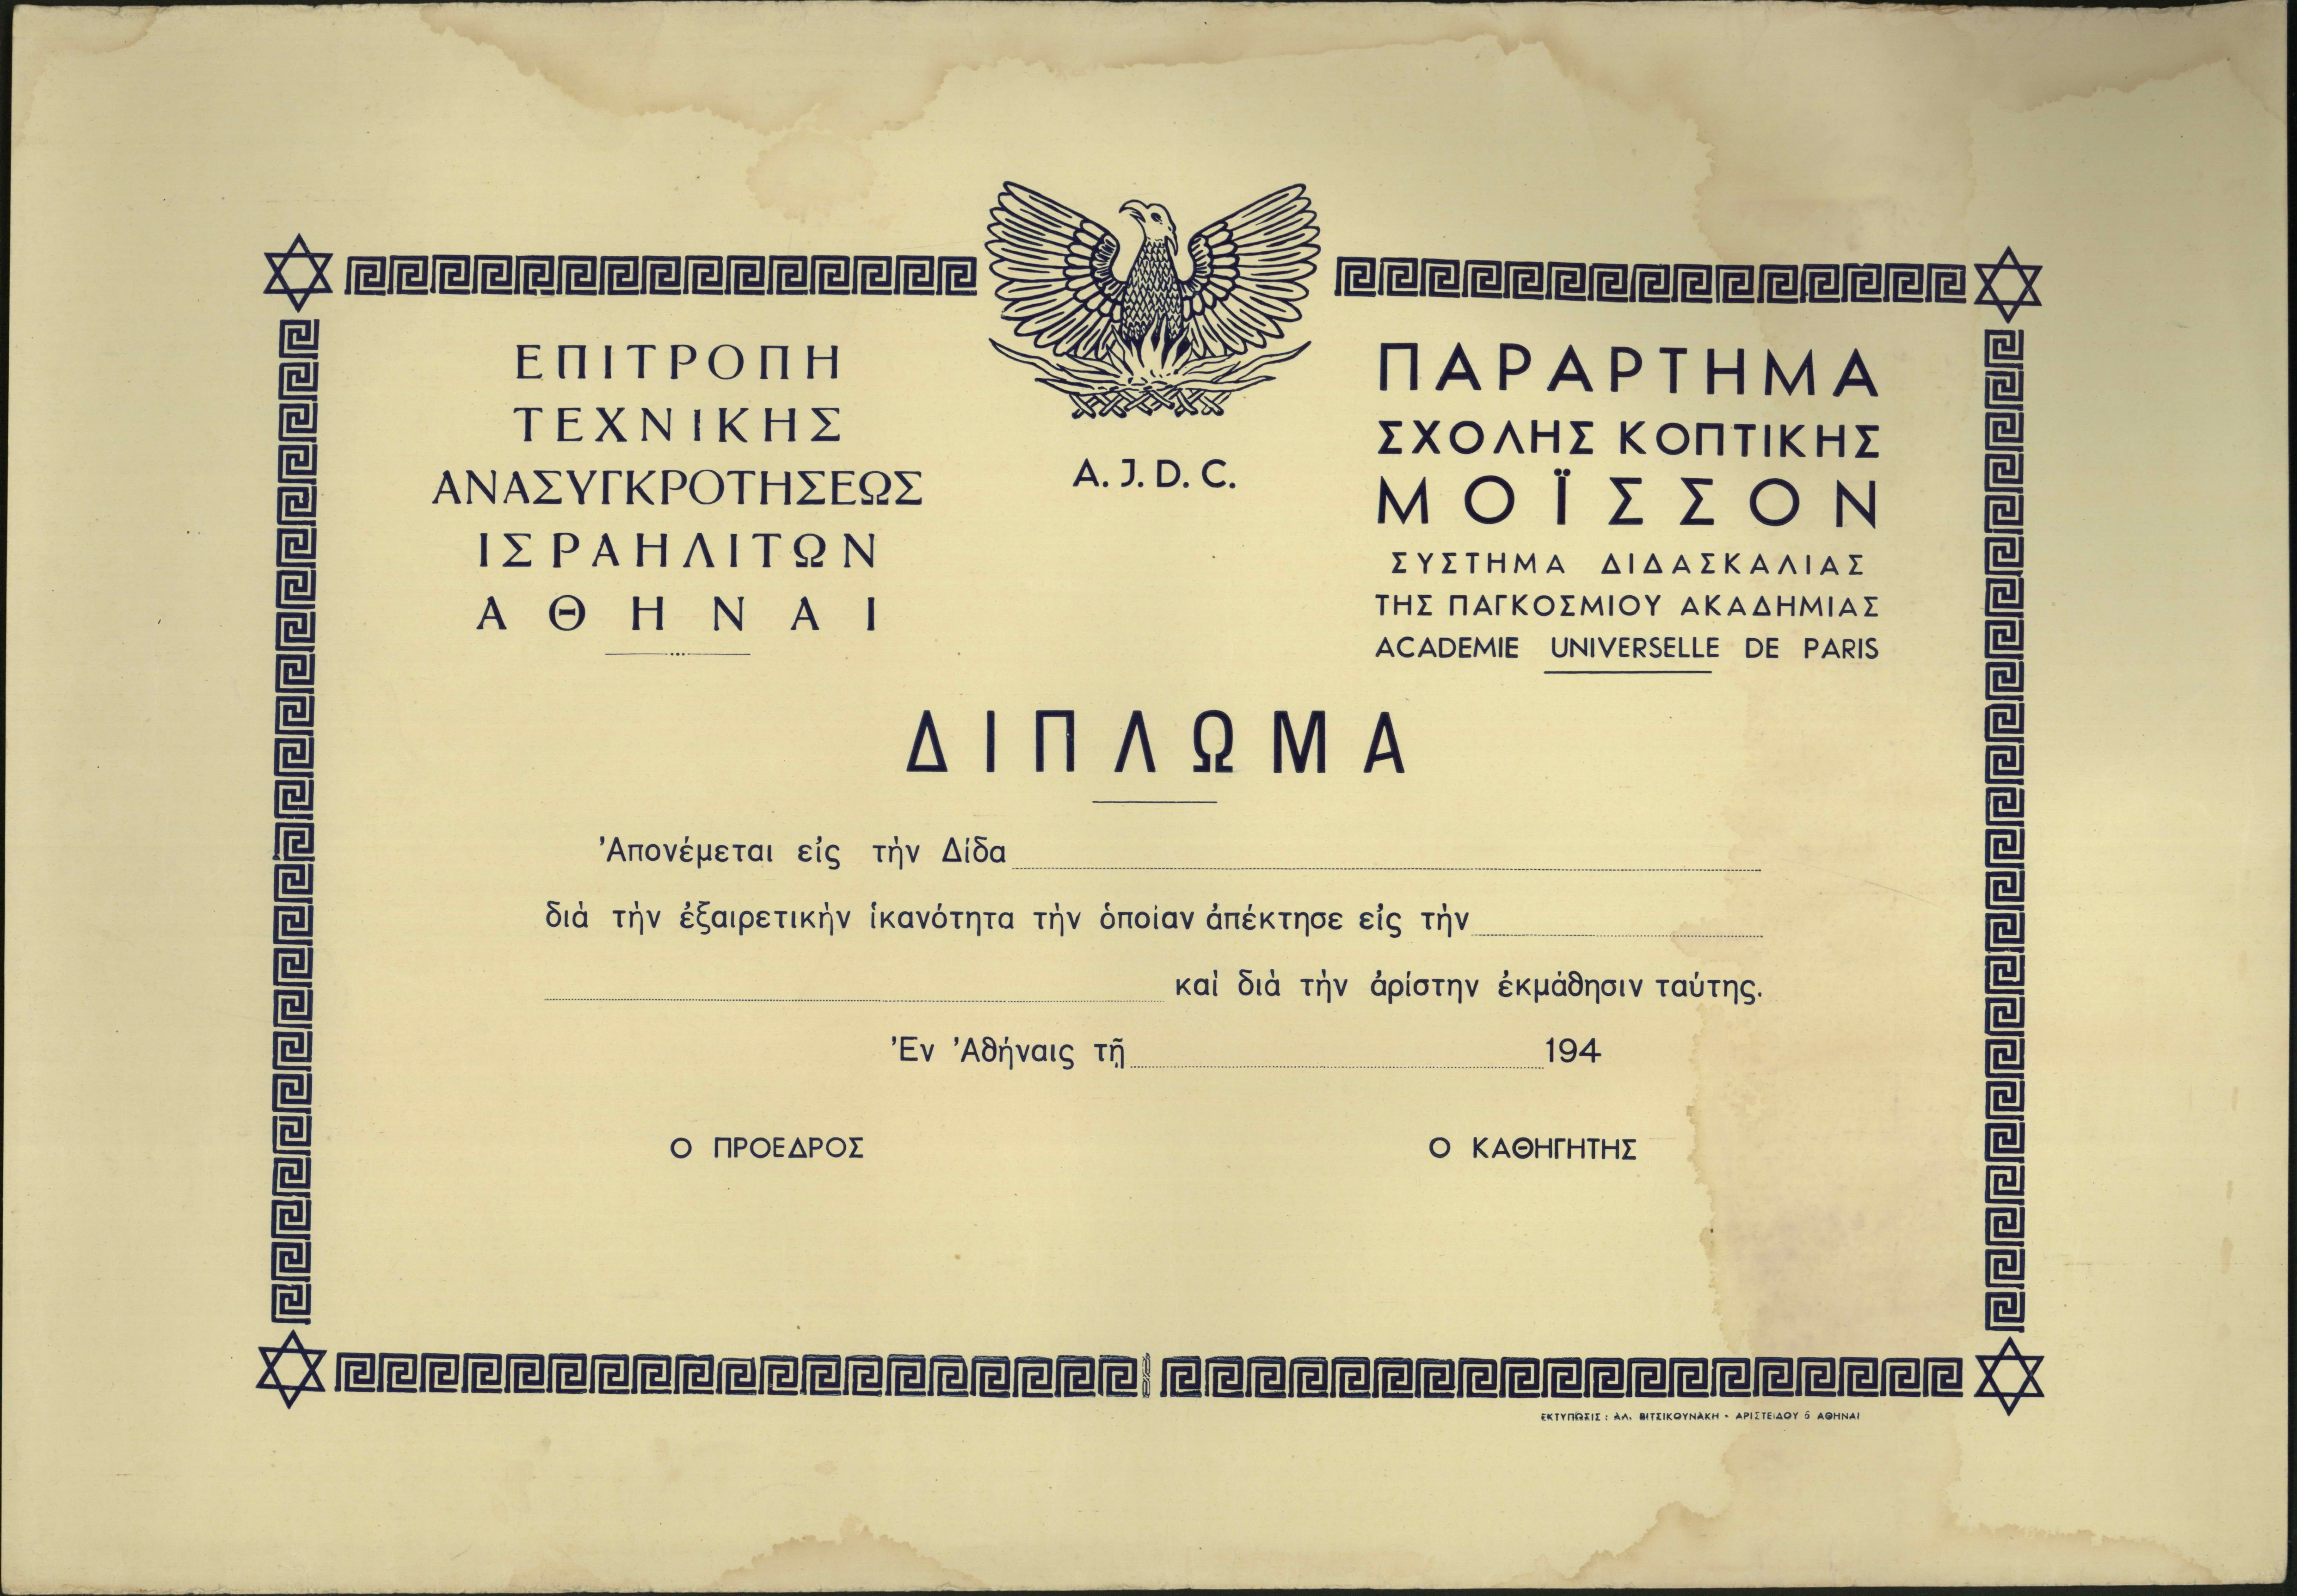 ΕΠΙΤΡΟΠΗ
ΤΕΧΝΙΚΗΣ
ΑΝΑΣΥΓΚΡΟΤΗΣΕΩΣ
ΙΣΡΑΗΛΙΤΩΝ
ΑΘΗΝΑΙ
A. J. D. C.
ΠΑΡΑΡΤΗΜΑ
ΣΧΟΛΗΣ ΚΟΠΤΙΚΗΣ
ΜΟΪΣΣΟΝ
ΣΥΣΤΗΜΑ ΔΙΔΑΣΚΑΛΙΑΣ
ΤΗΣ ΠΑΓΚΟΣΜΙΟΥ ΑΚΑΔΗΜΙΑΣ
ACADEMIE UNIVERSELLE DE PARIS
ΔΙΠΛΩΜΑ
Ἀπονέμεται εἰς τὴν Δίδα
διὰ τὴν ἐξαιρετικὴν ἱκανότητα τὴν ὁποίαν ἀπέκτησε εἰς τὴν
καὶ διὰ τὴν ἀρίστην ἐκμάθησιν ταύτης.
Ἐν Ἀθήναις τῇ 194
Ο ΠΡΟΕΔΡΟΣ
Ο ΚΑΘΗΓΗΤΗΣ
ΕΚΤΥΠΩΣΙΣ : ΑΛ. ΒΙΤΣΙΚΟΥΝΑΚΗ - ΑΡΙΣΤΕΙΔΟΥ 6 ΑΘΗΝΑΙ